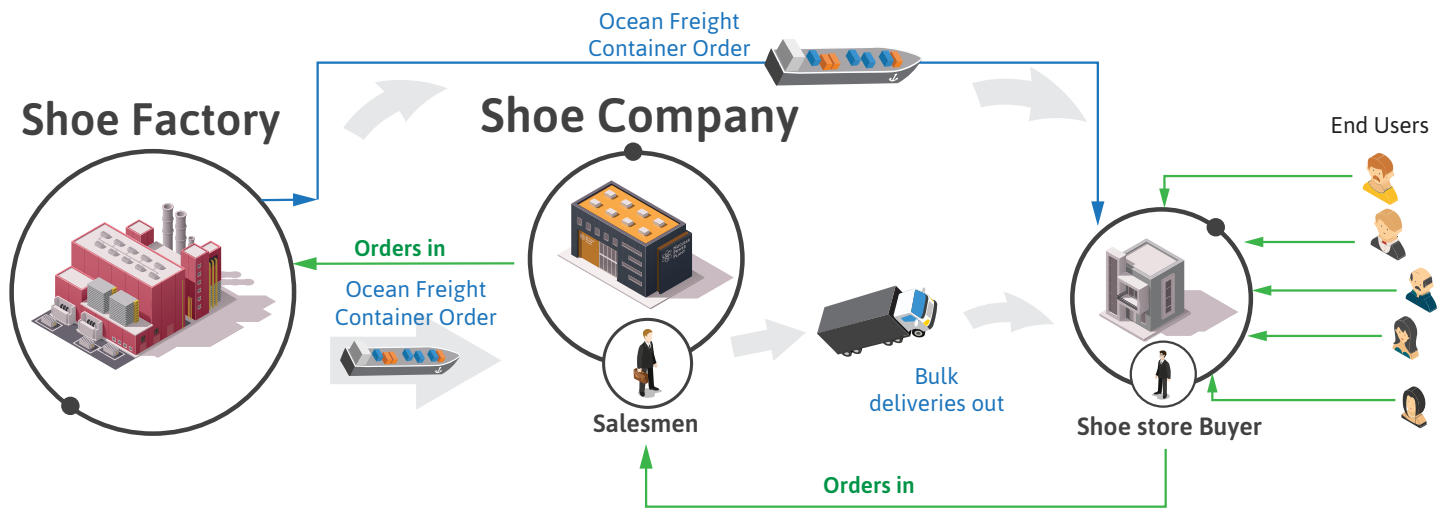 Ocean Freight
Container Order
Shoe Factory
Shoe Company
End Users
Orders in
Ocean Freight
Container Order
Bulk
deliveries out
Salesmen
Shoe store Buyer
Orders in